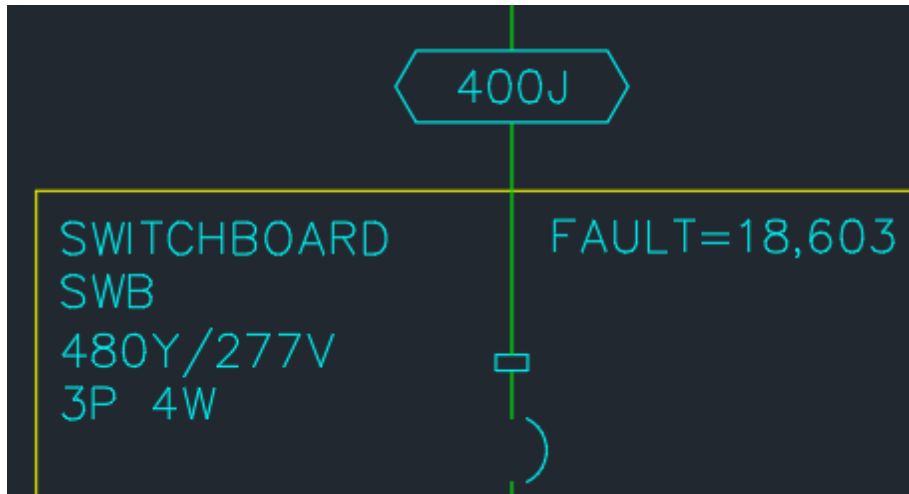 400J
SWITCHBOARD
SWB
480Y/277V
3P 4W
FAULT=18,603